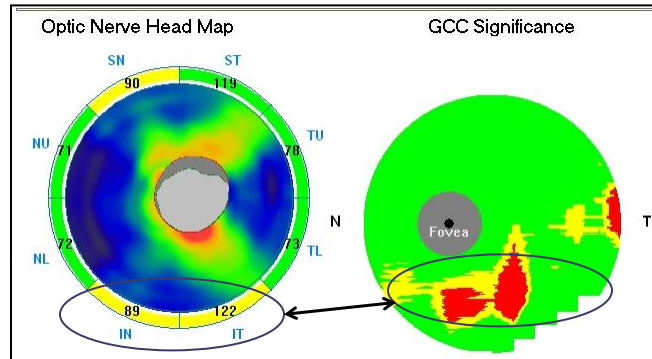 Optic Nerve Head Map
GCC Significance
SN
ST
90
119
NU
71
TU
78
N
Fovea
T
72
NL
73
TL
89
122
IN
IT